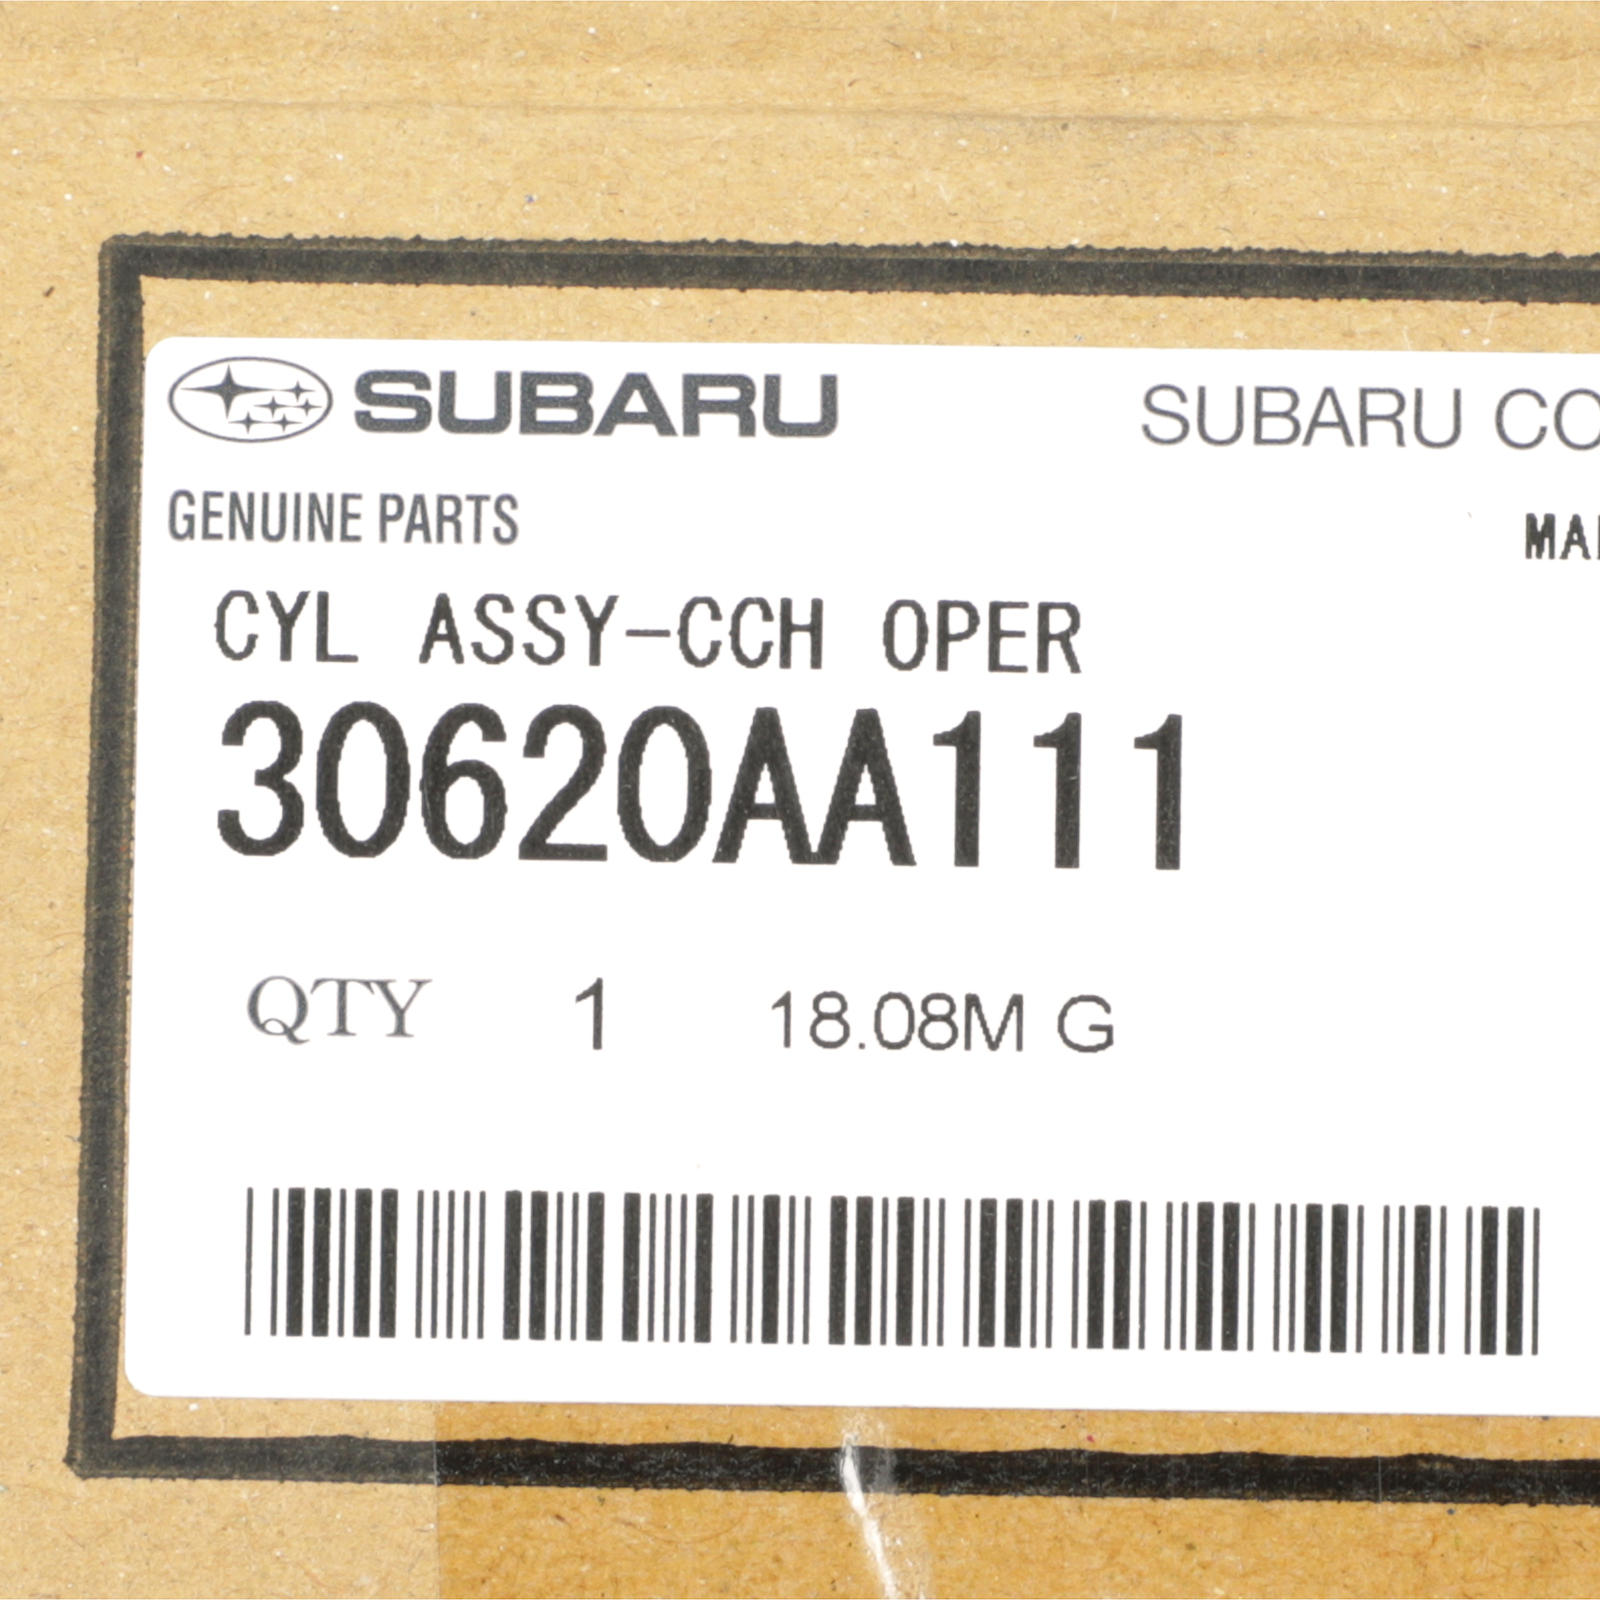 SUBARU
SUBARU CO
GENUINE PARTS
CYL ASSY-CCH OPER
30620AA111
QTY 1 18.08M G